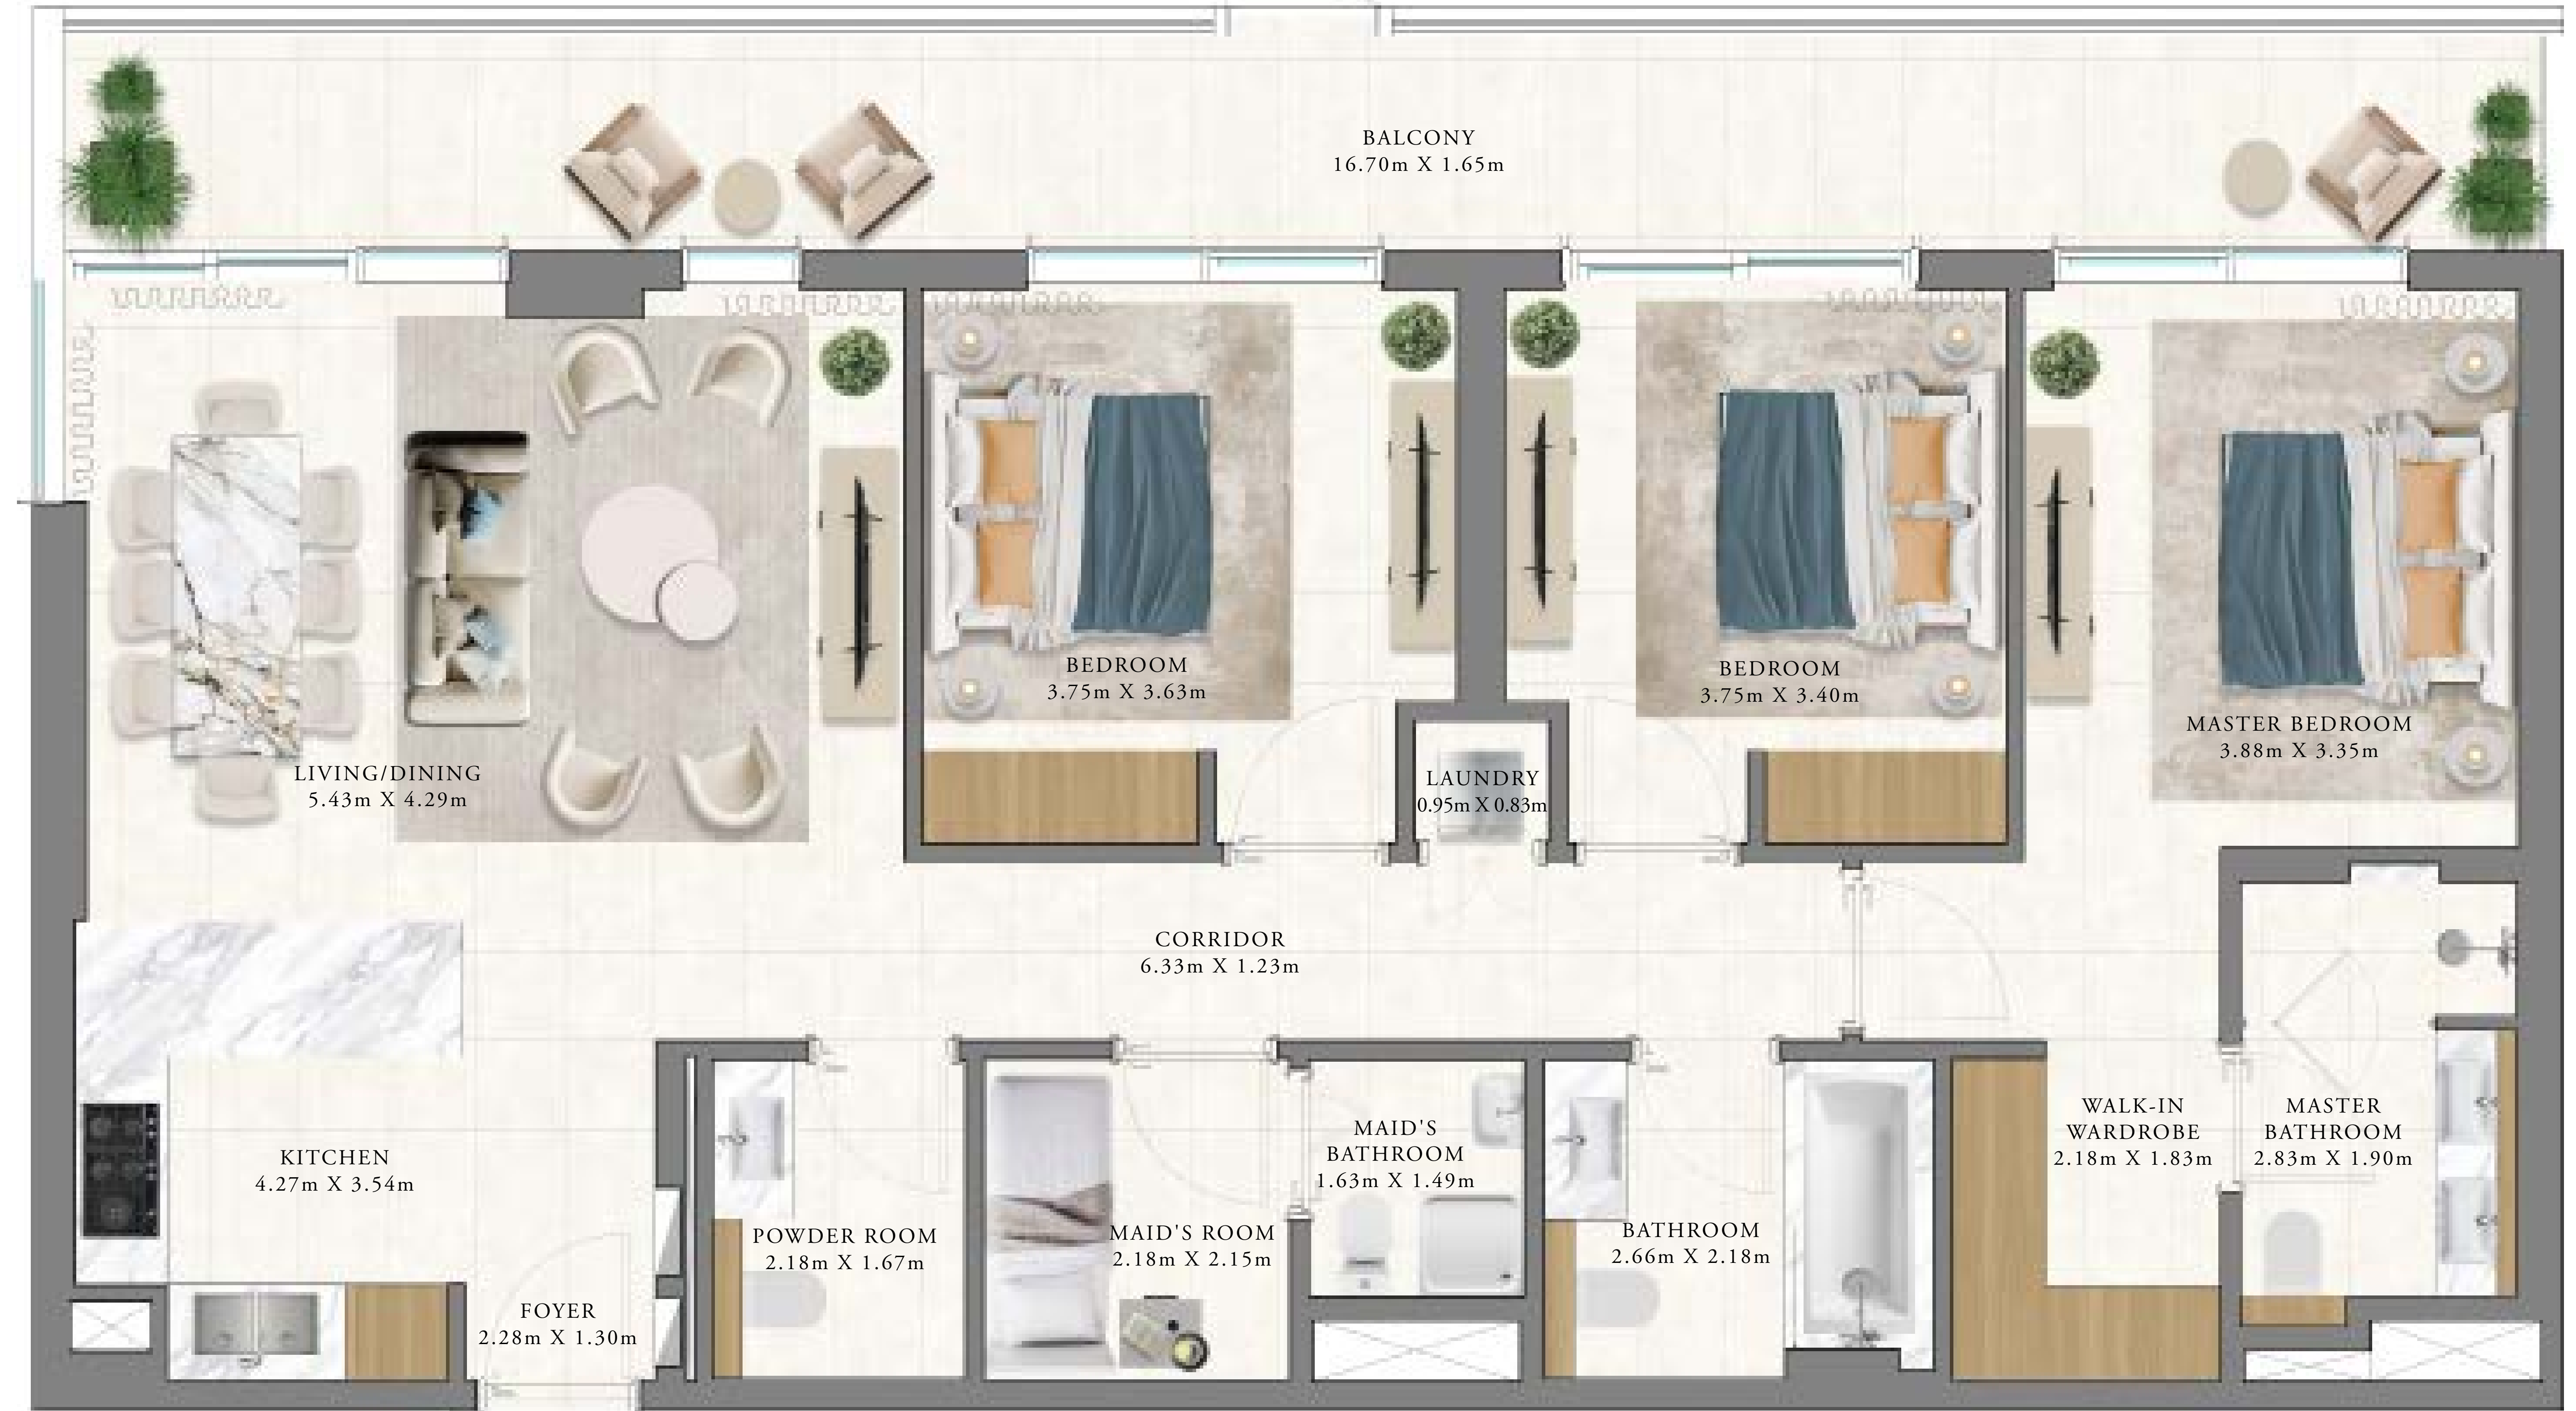 BALCONY
16.70m X 1.65m
BEDROOM
3.75m X 3.63m
BEDROOM
3.75m X 3.40m
MASTER BEDROOM
3.88m X 3.35m
LIVING/DINING
5.43m X 4.29m
LAUNDRY
0.95m X 0.83m
CORRIDOR
6.33m X 1.23m
KITCHEN
4.27m X 3.54m
FOYER
2.28m X 1.30m
POWDER ROOM
2.18m X 1.67m
MAID'S ROOM
2.18m X 2.15m
MAID'S
BATHROOM
1.63m X 1.49m
BATHROOM
2.66m X 2.18m
WALK-IN
WARDROBE
2.18m X 1.83m
MASTER
BATHROOM
2.83m X 1.90m